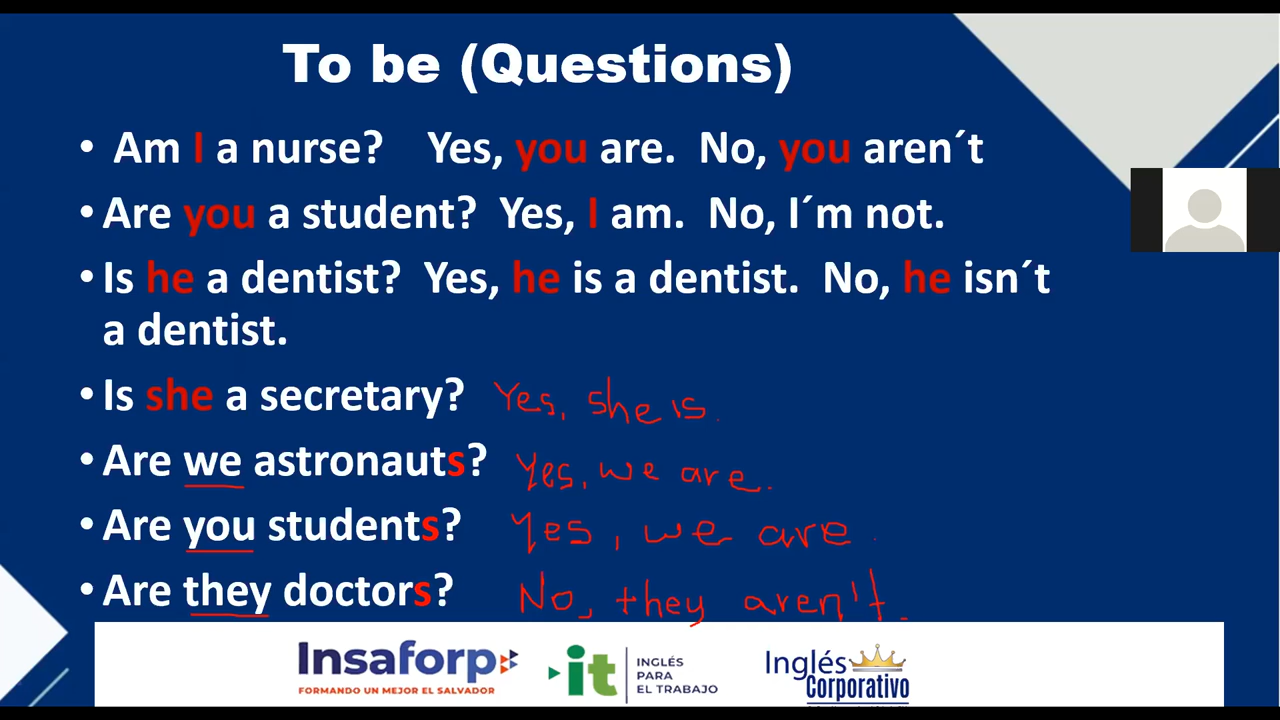 To be (Questions)
• Am I a nurse? Yes, you are. No, you aren´t
• Are you a student? Yes, I am. No, I´m not.
• Is he a dentist? Yes, he is a dentist. No, he isn´t
a dentist.
• Is she a secretary? Yes, she is.
• Are we astronauts? Yes, we are.
• Are you students? Yes, we are.
• Are they doctors? No, they aren't.
Insaforp
FORMANDO UN MEJOR EL SALVADOR
it
INGLÉS
PARA
EL TRABAJO
Inglés
Corporativo